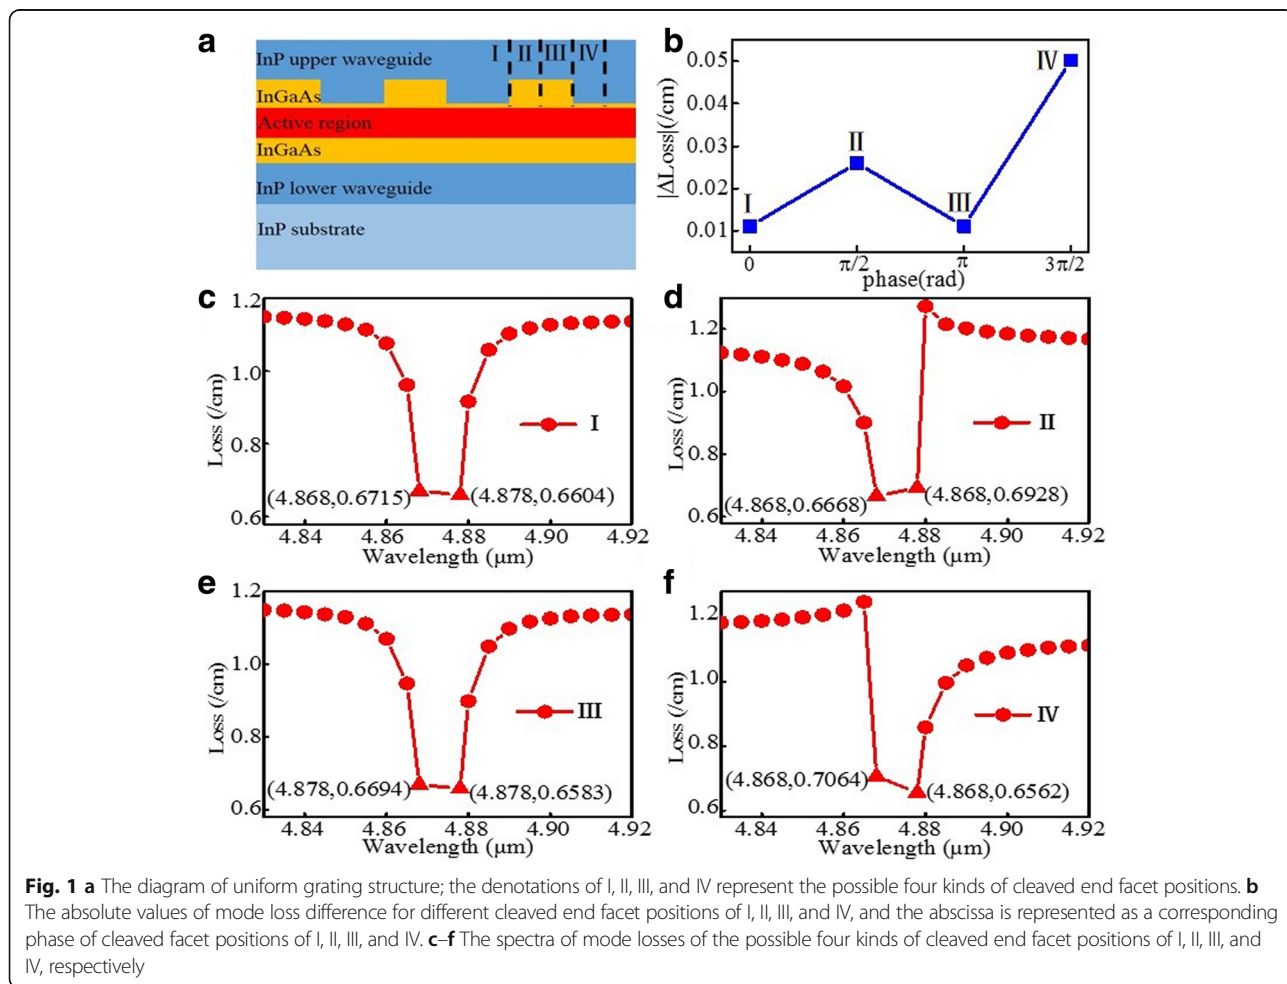 a
InP upper waveguide
I II III IV
InGaAs
Active region
InGaAs
InP lower waveguide
InP substrate
b
|ΔLoss|(/cm)
0.05
0.04
0.03
0.02
0.01
I
II
III
IV
0 π/2 π 3π/2
phase(rad)
c
Loss (/cm)
1.2
1.0
0.8
0.6
I
(4.868,0.6715) (4.878,0.6604)
4.84 4.86 4.88 4.90 4.92
Wavelength (μm)
d
Loss (/cm)
1.2
1.0
0.8
0.6
II
(4.868,0.6668) (4.868,0.6928)
4.84 4.86 4.88 4.90 4.92
Wavelength (μm)
e
Loss (/cm)
1.2
1.0
0.8
0.6
III
(4.878,0.6694) (4.878,0.6583)
4.84 4.86 4.88 4.90 4.92
Wavelength (μm)
f
Loss (/cm)
1.2
1.0
0.8
0.6
IV
(4.868,0.7064) (4.868,0.6562)
4.84 4.86 4.88 4.90 4.92
Wavelength (μm)
Fig. 1 a The diagram of uniform grating structure; the denotations of I, II, III, and IV represent the possible four kinds of cleaved end facet positions. b
The absolute values of mode loss difference for different cleaved end facet positions of I, II, III, and IV, and the abscissa is represented as a corresponding
phase of cleaved facet positions of I, II, III, and IV. c–f The spectra of mode losses of the possible four kinds of cleaved end facet positions of I, II, III, and
IV, respectively